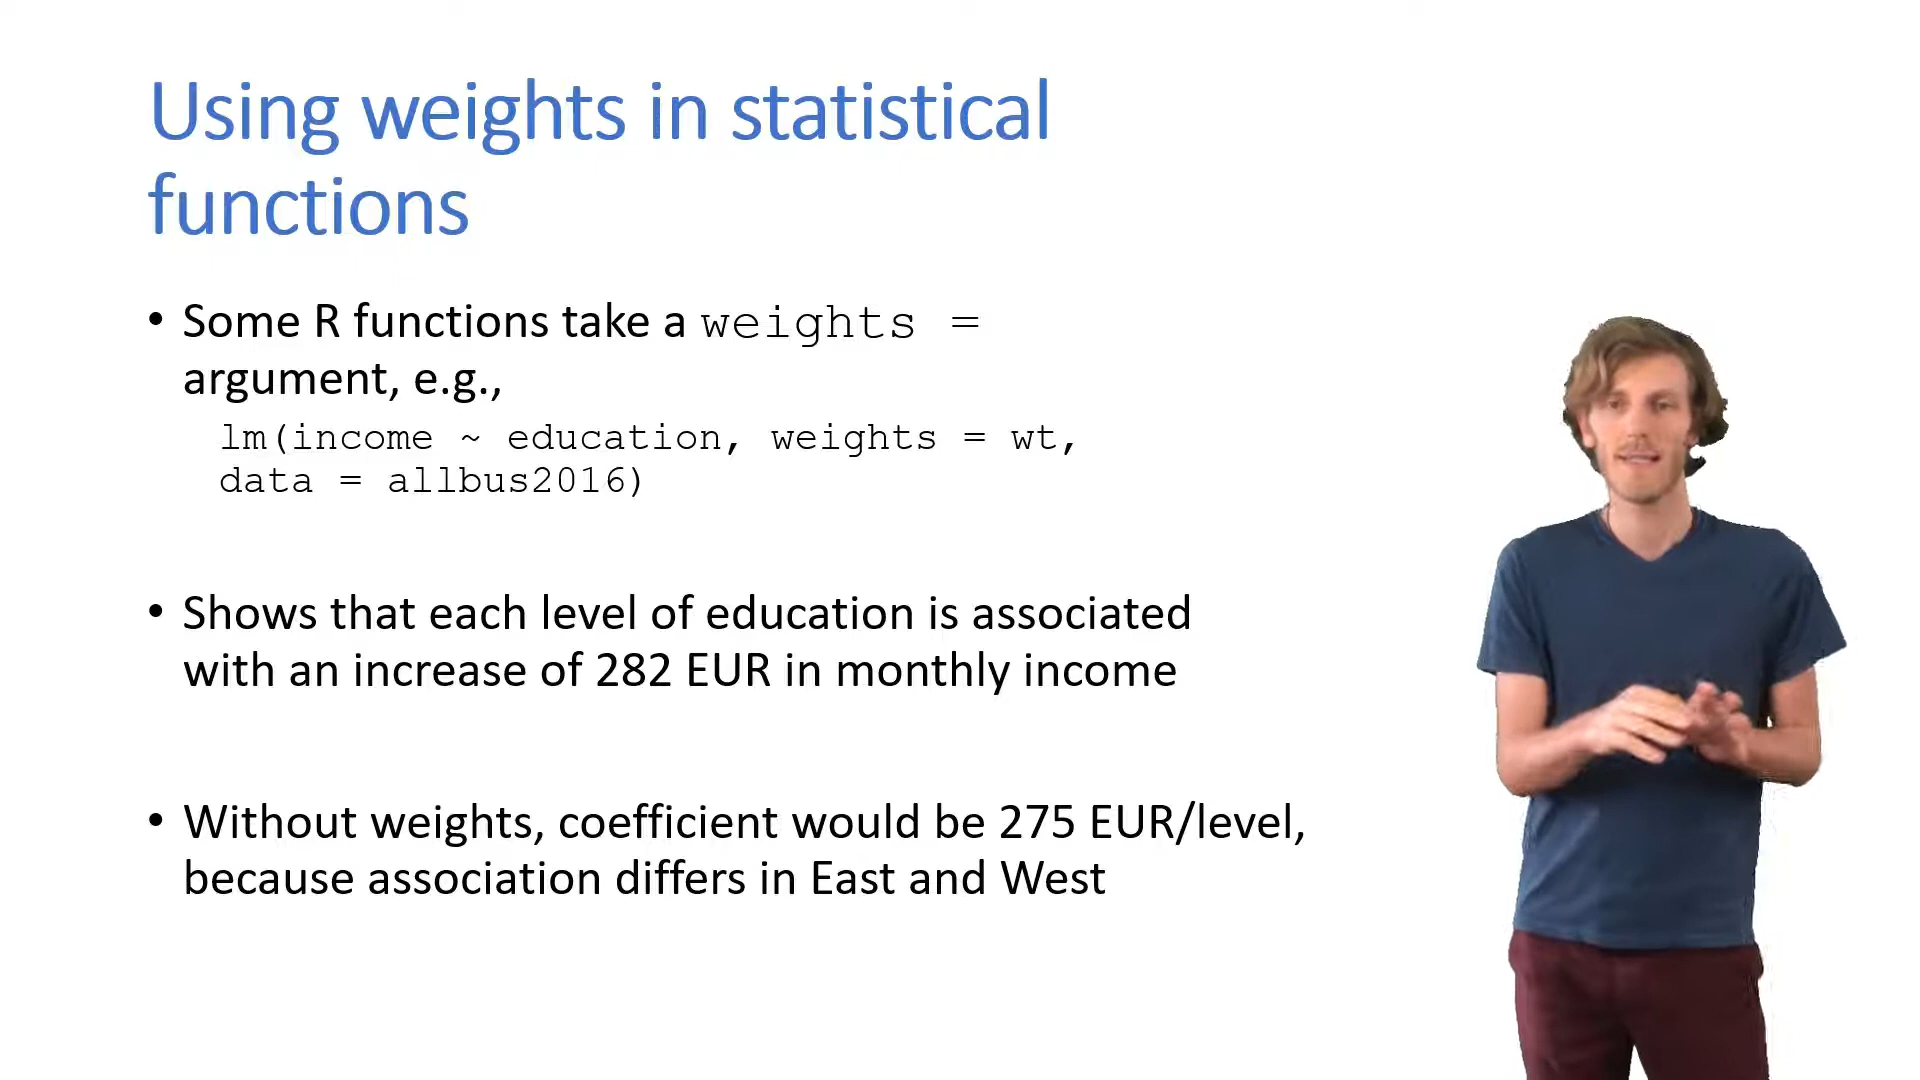 Using weights in statistical
functions
• Some R functions take a weights =
argument, e.g.,
lm(income ~ education, weights = wt,
data = allbus2016)
• Shows that each level of education is associated
with an increase of 282 EUR in monthly income
• Without weights, coefficient would be 275 EUR/level,
because association differs in East and West